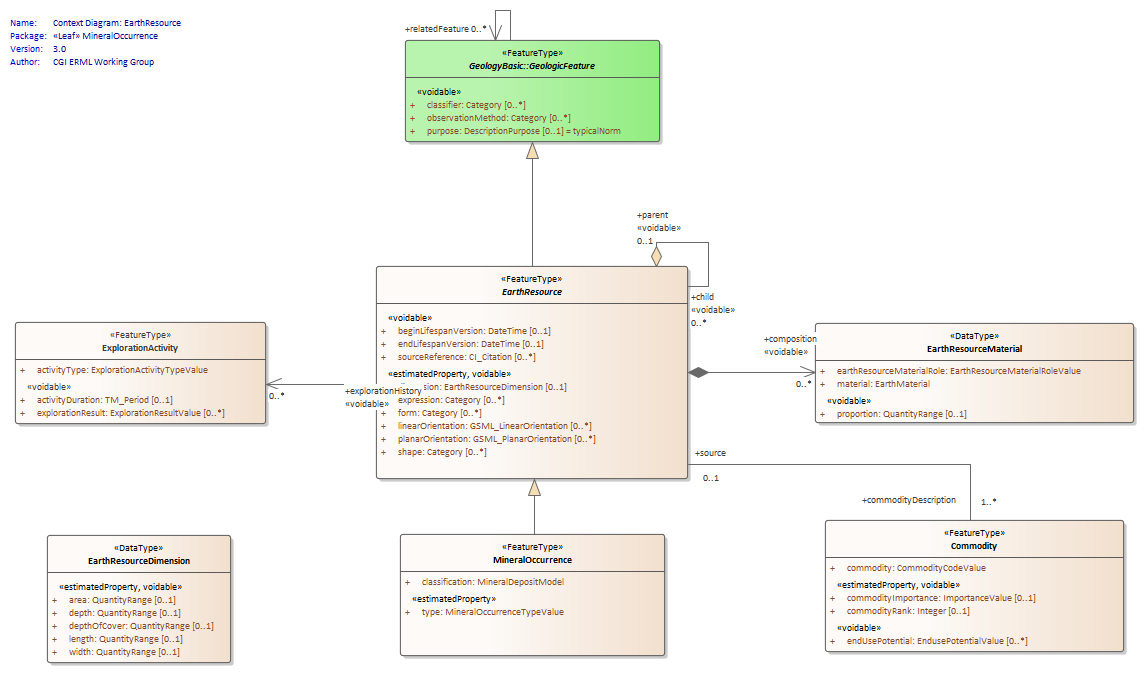 Name: Context Diagram: EarthResource
Package: «Leaf» MineralOccurrence
Version: 3.0
Author: CGI ERML Working Group
+relatedFeature 0..*
«FeatureType»
GeologyBasic::GeologicFeature
«voidable»
+ classifier: Category [0..*]
+ observationMethod: Category [0..*]
+ purpose: DescriptionPurpose [0..1] = typicalNorm
+parent
«voidable»
0..1
«FeatureType»
EarthResource
«voidable»
+ beginLifespanVersion: DateTime [0..1]
+ endLifespanVersion: DateTime [0..1]
+ sourceReference: CI_Citation [0..*]
«estimatedProperty, voidable»
sion: EarthResourceDimension [0..1]
expression: Category [0..*]
+ form: Category [0..*]
+ linearOrientation: GSML_LinearOrientation [0..*]
+ planarOrientation: GSML_PlanarOrientation [0..*]
+ shape: Category [0..*]
+child
«voidable»
0..*
«FeatureType»
ExplorationActivity
+ activityType: ExplorationActivityTypeValue
«voidable»
+ activityDuration: TM_Period [0..1]
+ explorationResult: ExplorationResultValue [0..*]
0..*
+explorationHistory
«voidable»
+composition
«voidable»
0..*
«DataType»
EarthResourceMaterial
+ earthResourceMaterialRole: EarthResourceMaterialRoleValue
+ material: EarthMaterial
«voidable»
+ proportion: QuantityRange [0..1]
+source
0..1
+commodityDescription
1..*
«DataType»
EarthResourceDimension
«estimatedProperty, voidable»
+ area: QuantityRange [0..1]
+ depth: QuantityRange [0..1]
+ depthOfCover: QuantityRange [0..1]
+ length: QuantityRange [0..1]
+ width: QuantityRange [0..1]
«FeatureType»
MineralOccurrence
+ classification: MineralDepositModel
«estimatedProperty»
+ type: MineralOccurrenceTypeValue
«FeatureType»
Commodity
+ commodity: CommodityCodeValue
«estimatedProperty, voidable»
+ commodityImportance: ImportanceValue [0..1]
+ commodityRank: Integer [0..1]
«voidable»
+ endUsePotential: EndusePotentialValue [0..*]